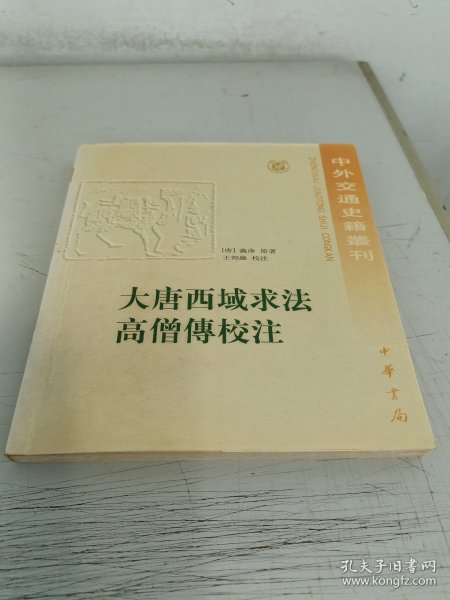 中外交通史籍叢刊
ZHONGWAI JIAOTONG SHIJI CONGKAN
[唐] 義淨 原著
王邦維 校注
大唐西域求法
高僧傳校注
中華書局
孔夫子旧书网
www.kongfz.com